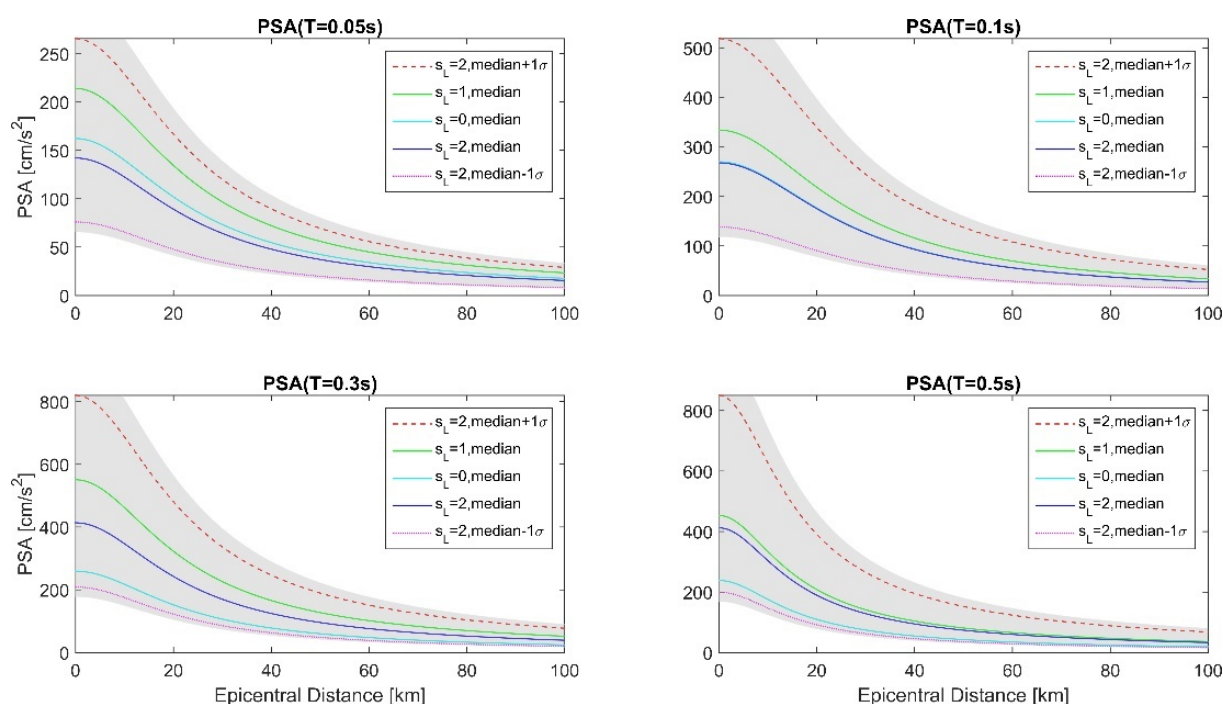 PSA(T=0.05s)
PSA [cm/s²]
250
200
150
100
50
0
s_L=2,median+1σ
s_L=1,median
s_L=0,median
s_L=2,median
s_L=2,median-1σ
0 20 40 60 80 100
PSA(T=0.1s)
500
400
300
200
100
0
s_L=2,median+1σ
s_L=1,median
s_L=0,median
s_L=2,median
s_L=2,median-1σ
0 20 40 60 80 100
PSA(T=0.3s)
PSA [cm/s²]
800
600
400
200
0
s_L=2,median+1σ
s_L=1,median
s_L=0,median
s_L=2,median
s_L=2,median-1σ
0 20 40 60 80 100
Epicentral Distance [km]
PSA(T=0.5s)
800
600
400
200
0
s_L=2,median+1σ
s_L=1,median
s_L=0,median
s_L=2,median
s_L=2,median-1σ
0 20 40 60 80 100
Epicentral Distance [km]